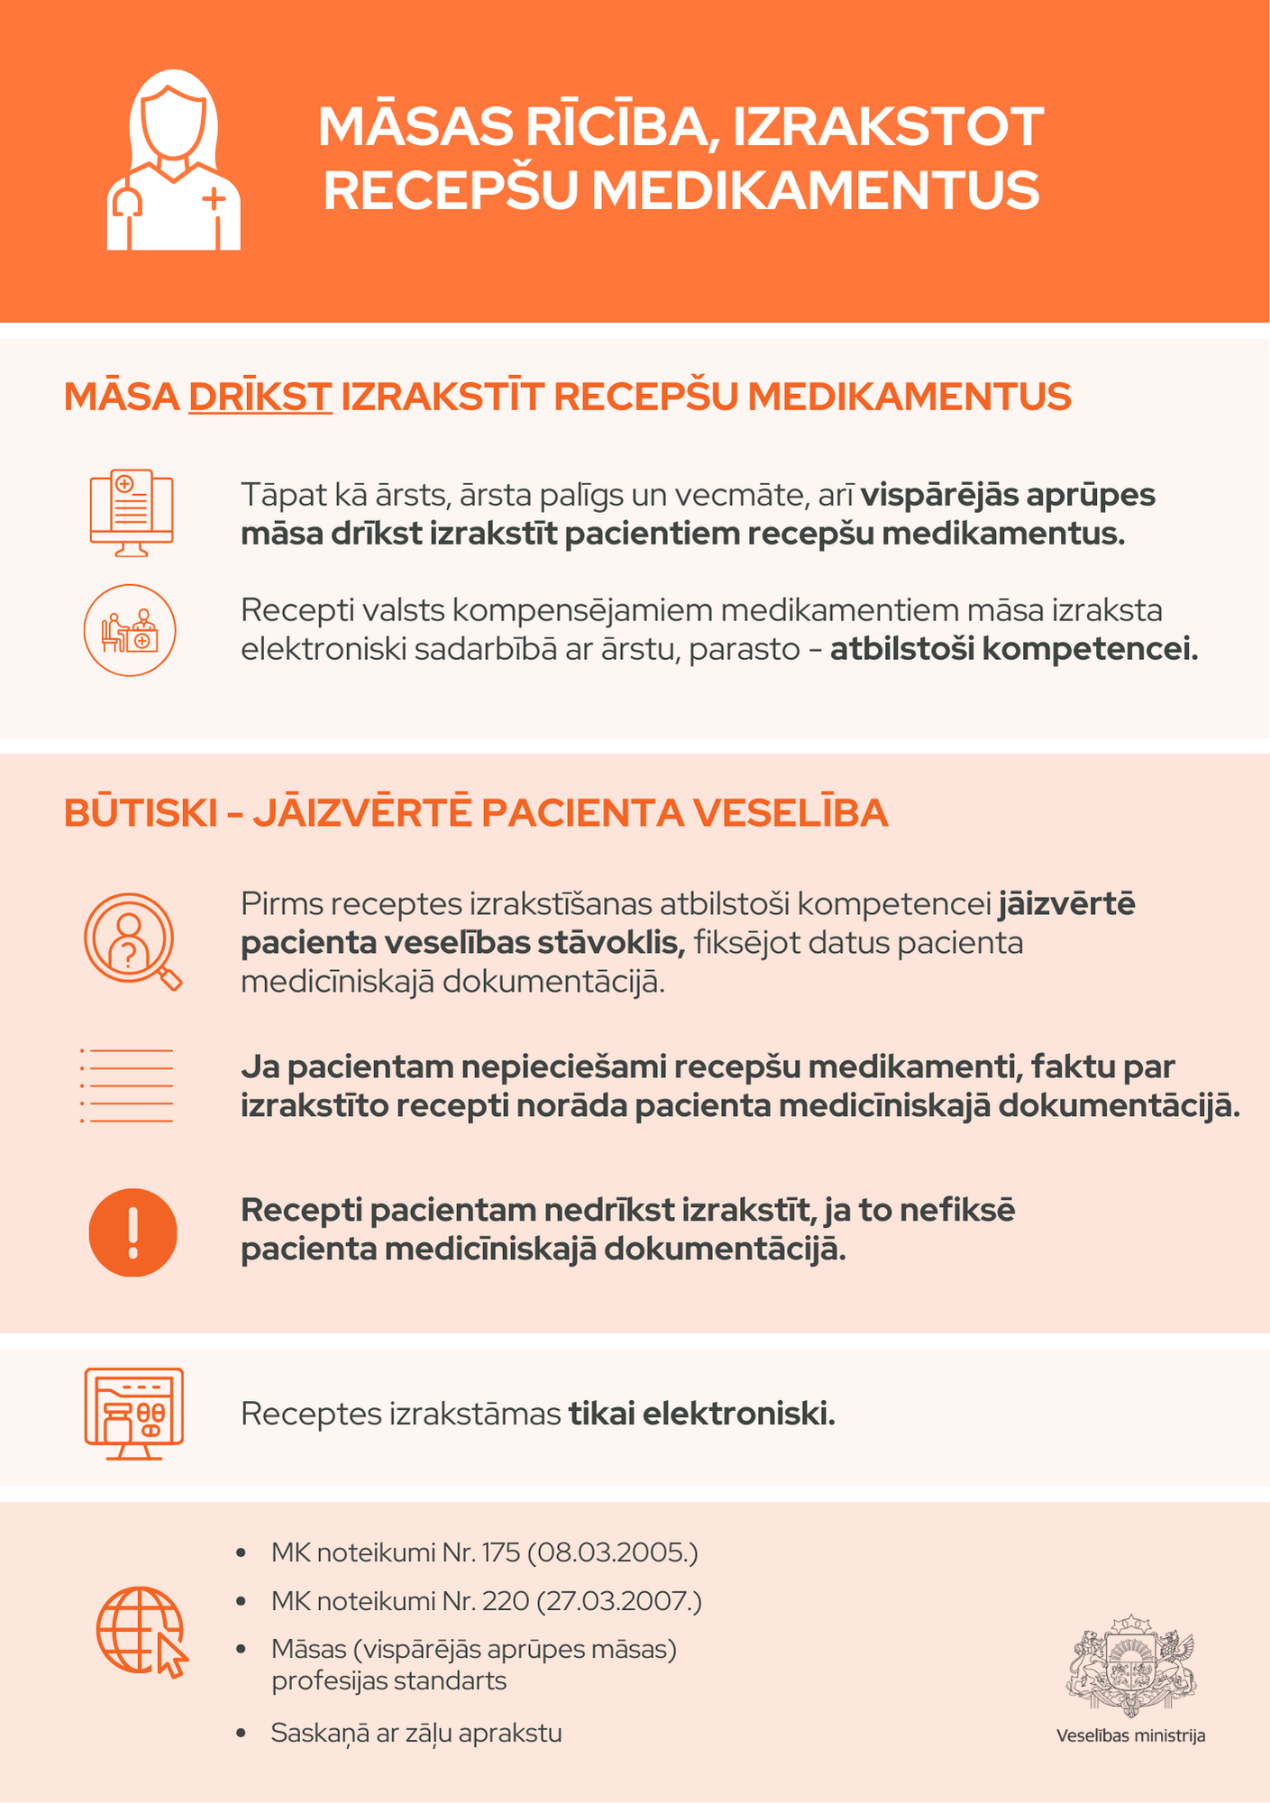 MĀSAS RĪCĪBA, IZRAKSTOT
RECEPŠU MEDIKAMENTUS
MĀSA DRĪKST IZRAKSTĪT RECEPŠU MEDIKAMENTUS
Tāpat kā ārsts, ārsta palīgs un vecmāte, arī vispārējās aprūpes
māsa drīkst izrakstīt pacientiem recepšu medikamentus.
Recepti valsts kompensējamiem medikamentiem māsa izraksta
elektroniski sadarbībā ar ārstu, parasto - atbilstoši kompetencei.
BŪTISKI - JĀIZVĒRTĒ PACIENTA VESELĪBA
Pirms receptes izrakstīšanas atbilstoši kompetencei jāizvērtē
pacienta veselības stāvoklis, fiksējot datus pacienta
medicīniskajā dokumentācijā.
Ja pacientam nepieciešami recepšu medikamenti, faktu par
izrakstīto recepti norāda pacienta medicīniskajā dokumentācijā.
Recepti pacientam nedrīkst izrakstīt, ja to nefiksē
pacienta medicīniskajā dokumentācijā.
Receptes izrakstāmas tikai elektroniski.
• MK noteikumi Nr. 175 (08.03.2005.)
• MK noteikumi Nr. 220 (27.03.2007.)
• Māsas (vispārējās aprūpes māsas)
profesijas standarts
• Saskaņā ar zāļu aprakstu
Veselības ministrija